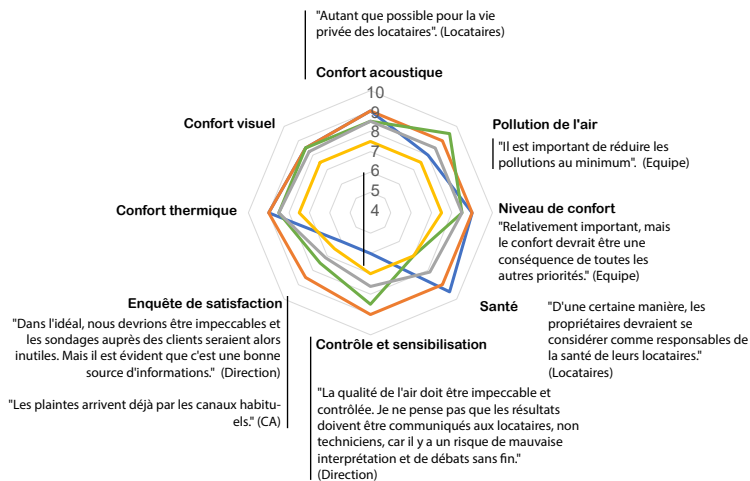 "Autant que possible pour la vie
privée des locataires". (Locataires)
Confort acoustique
10
9
8
7
6
5
4
Confort visuel
Pollution de l'air
"Il est important de réduire les
pollutions au minimum". (Equipe)
Confort thermique
Niveau de confort
"Relativement important, mais
le confort devrait être une
conséquence de toutes les
autres priorités." (Equipe)
Enquête de satisfaction
"Dans l'idéal, nous devrions être impeccables et
les sondages auprès des clients seraient alors
inutiles. Mais il est évident que c'est une bonne
source d'informations." (Direction)
"Les plaintes arrivent déjà par les canaux habitu-
els." (CA)
Santé
"D'une certaine manière, les
propriétaires devraient se
considérer comme responsables de
la santé de leurs locataires."
(Locataires)
Contrôle et sensibilisation
"La qualité de l'air doit être impeccable et
contrôlée. Je ne pense pas que les résultats
doivent être communiqués aux locataires, non
techniciens, car il y a un risque de mauvaise
interprétation et de débats sans fin."
(Direction)